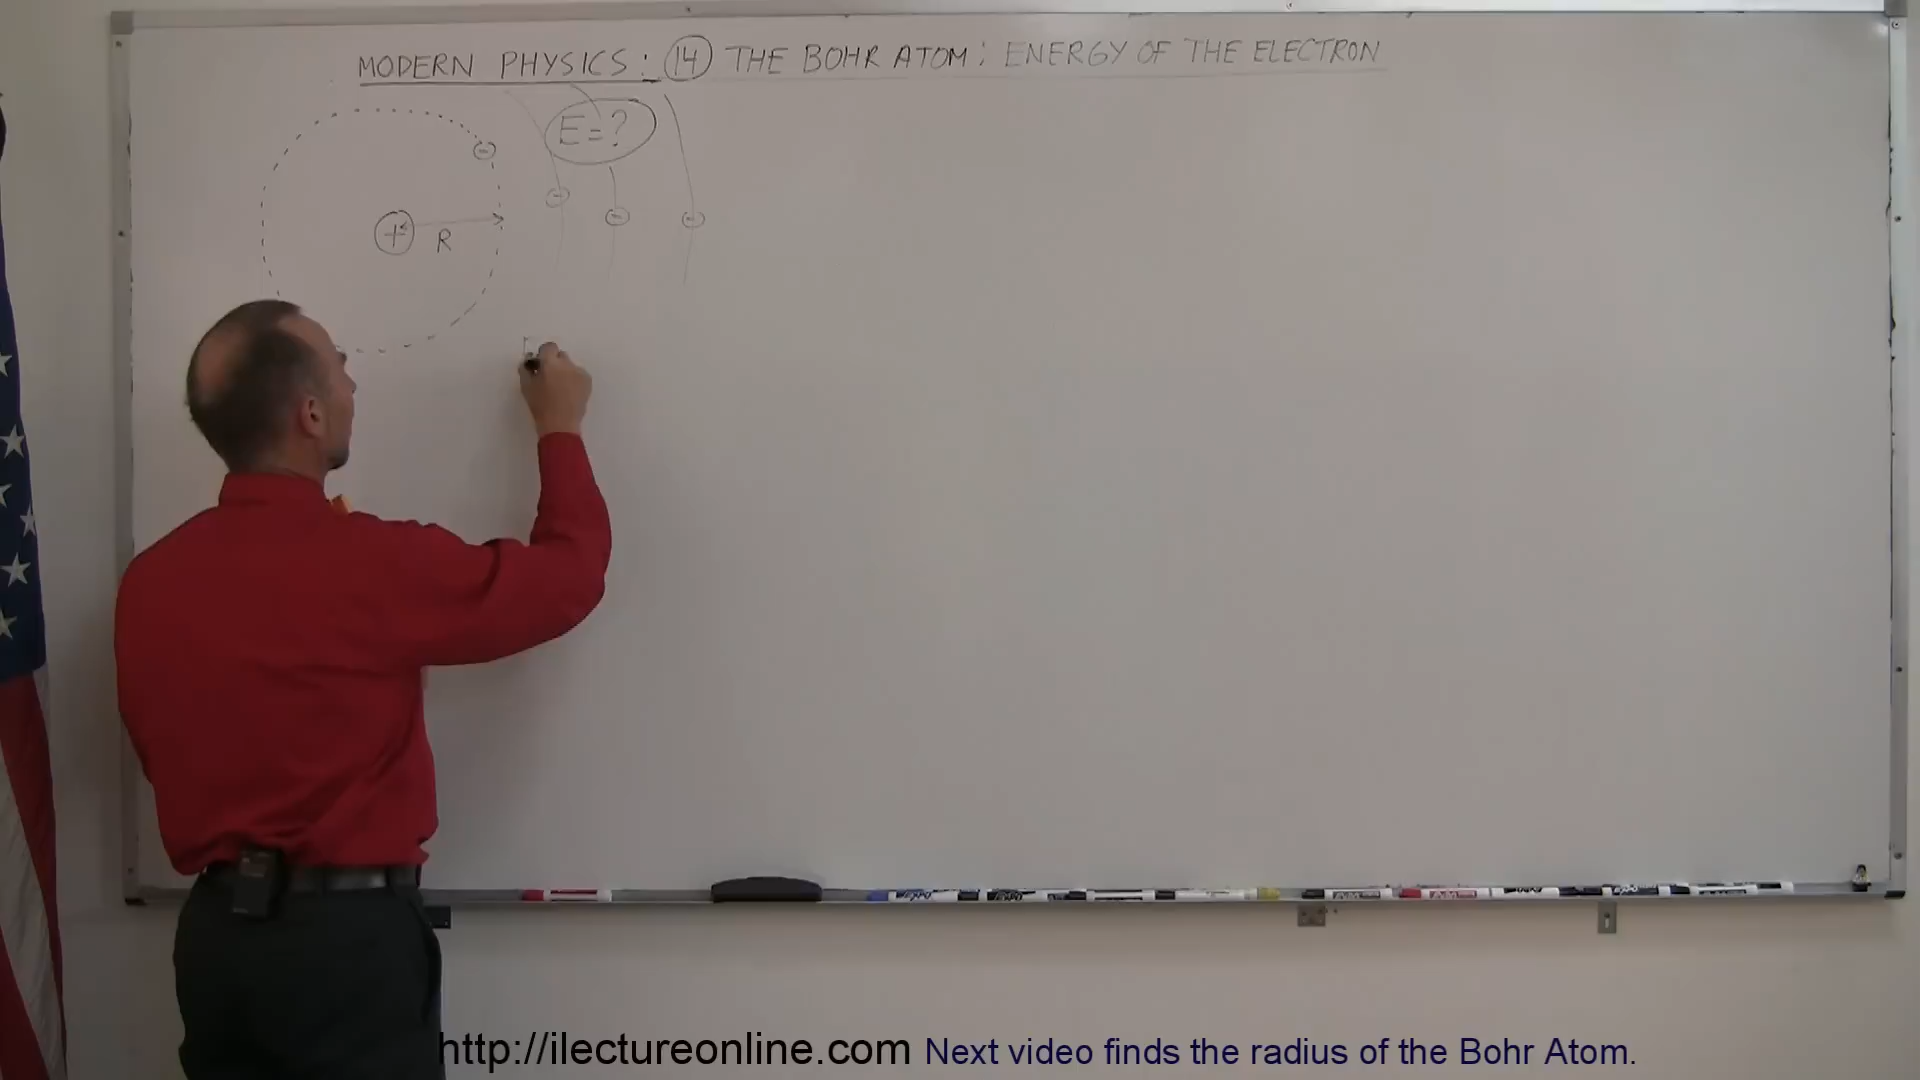 MODERN PHYSICS: 14 THE BOHR ATOM: ENERGY OF THE ELECTRON
E=?
R
http://ilectureonline.com Next video finds the radius of the Bohr Atom.